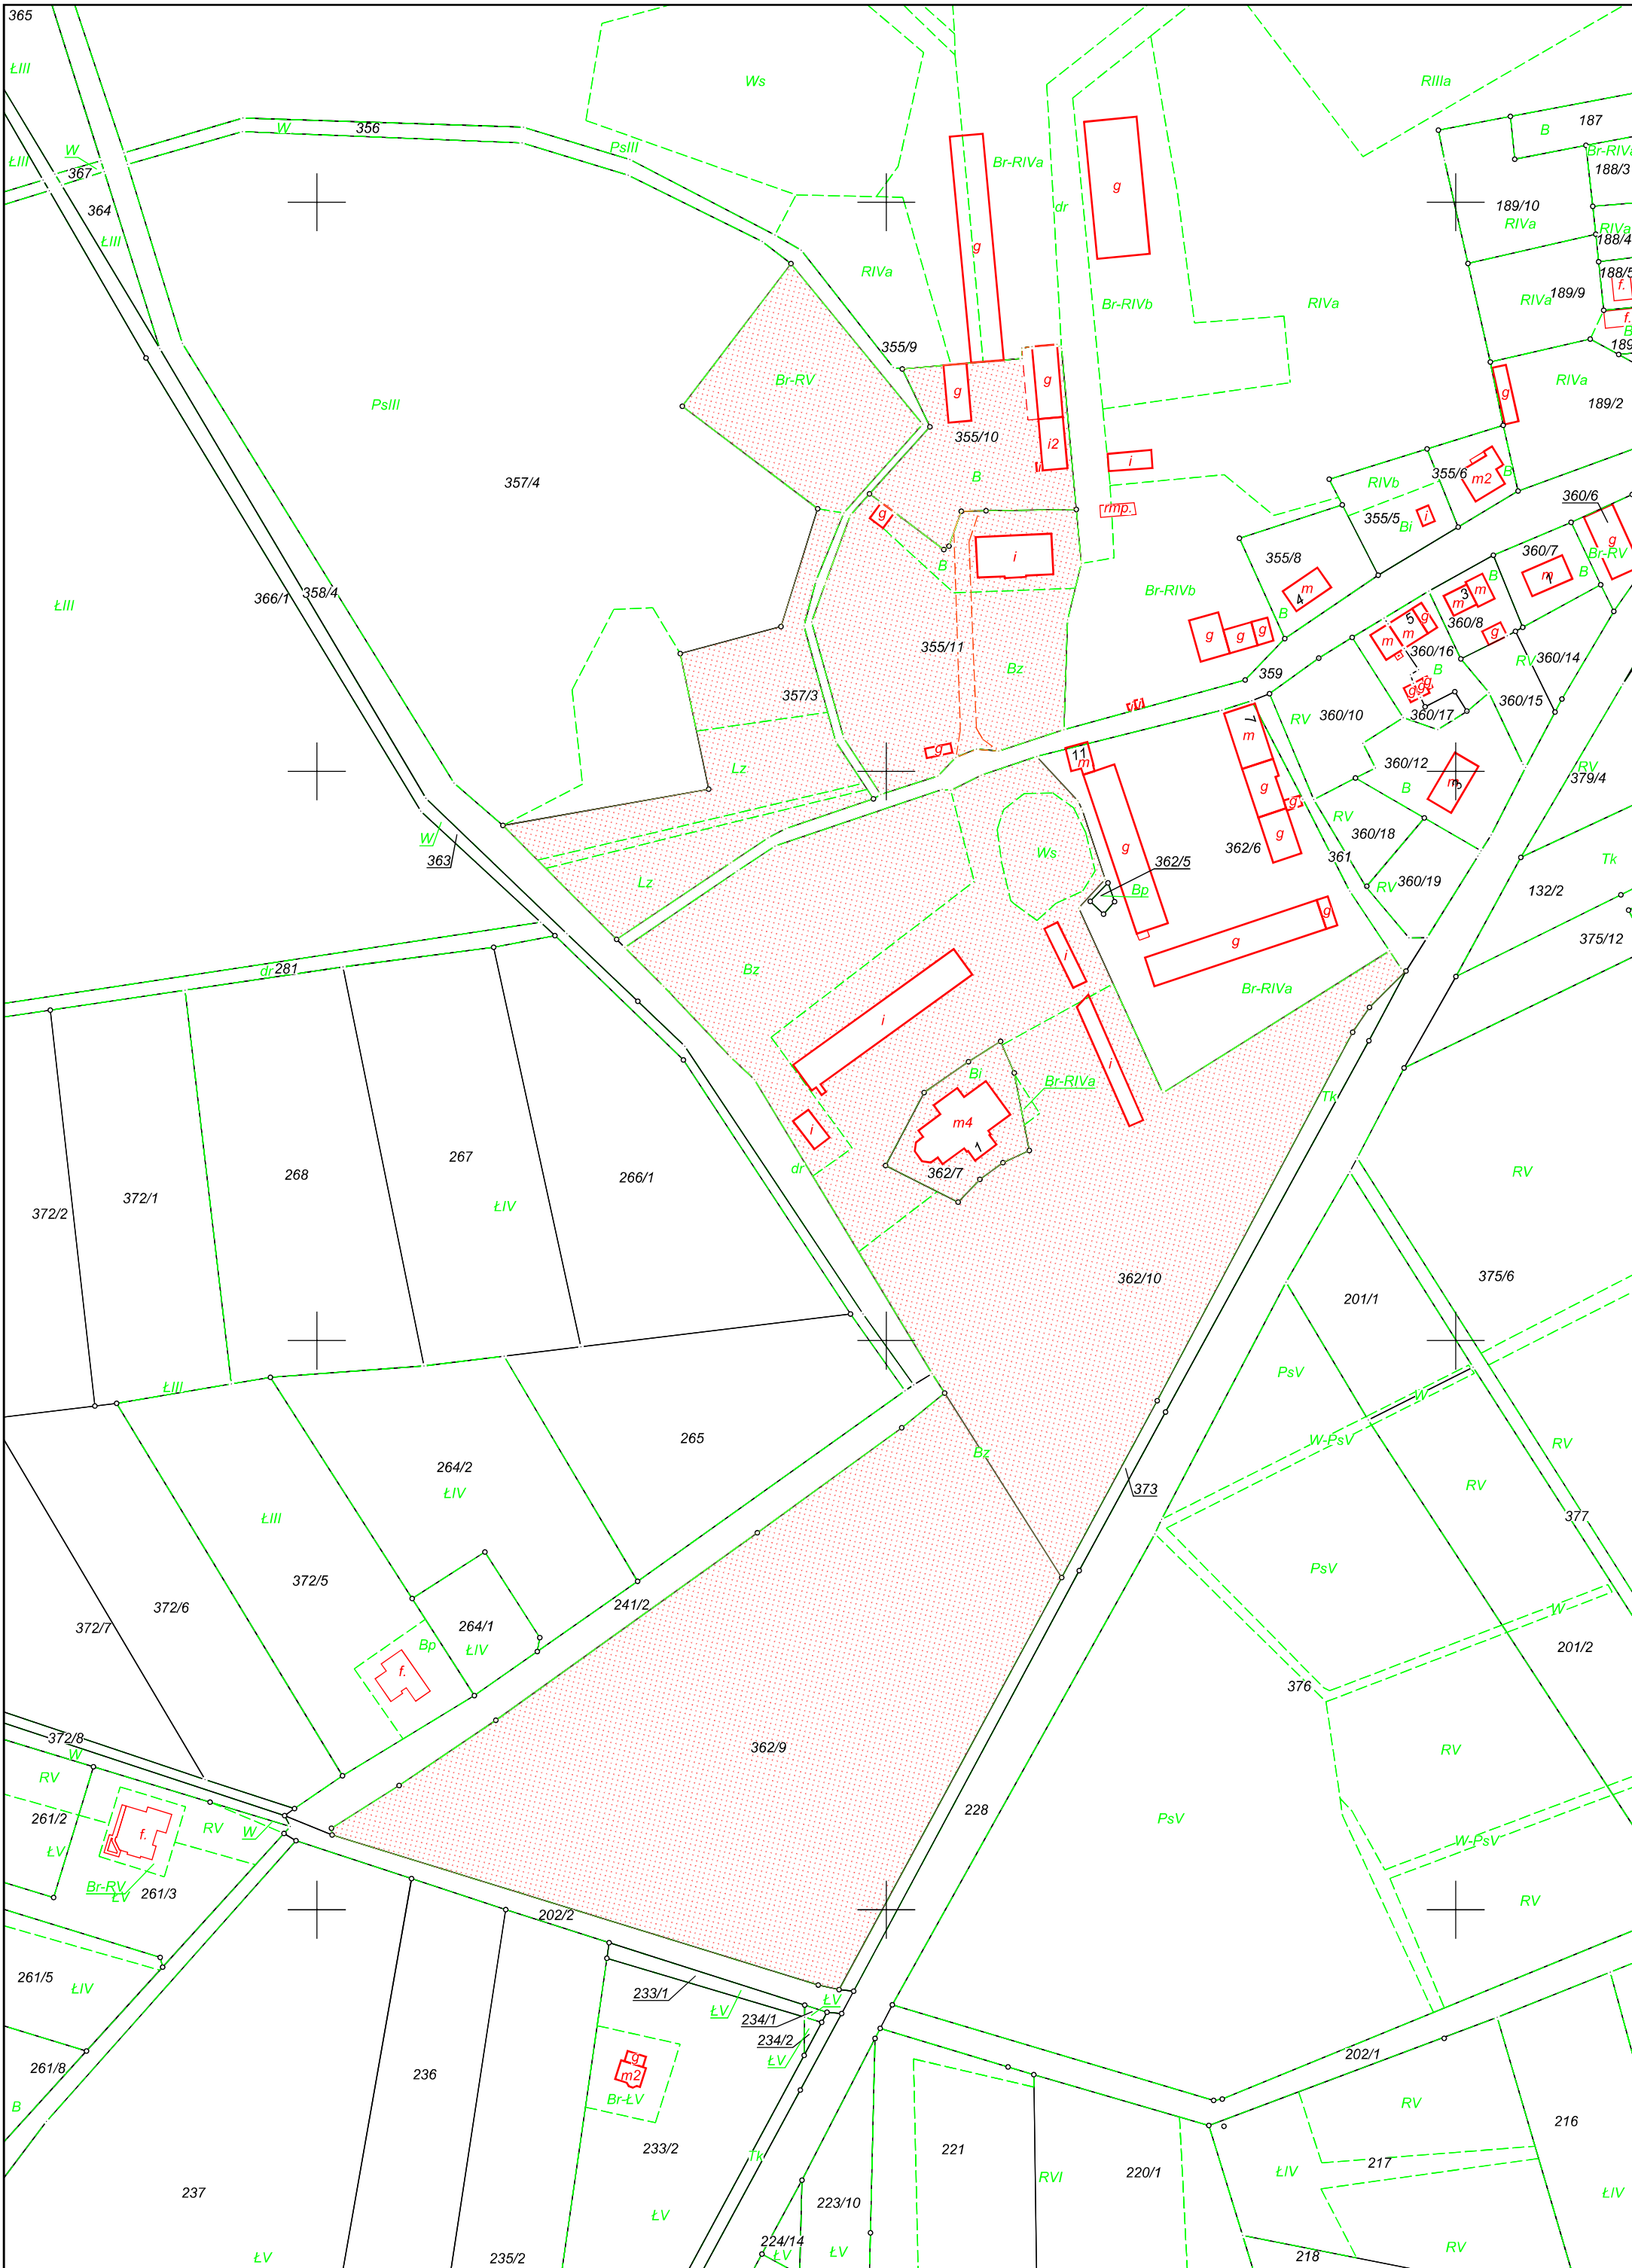 365
ŁIII
Ws
RIIIa
187
B
W
356
PsIII
Br-RIVa
Br-RIVa
ŁIII
W
367
g
188/3
364
dr
189/10
RIVa
RIVa
ŁIII
188/4
g
RIVa
188/5
f.
Br-RIVb
RIVa
RIVa
189/9
f.
355/9
B
189
Br-RV
g
RIVa
PsIII
g
g
189/2
355/10
i2
i
i
B
355/6
m2
B
357/4
RIVb
360/6
g
rmp.
355/5
Bi
i
g
i
355/8
360/7
Br-RV
B
m
1
B
B
ŁIII
366/1
358/4
Br-RIVb
m
4
m
3
m
B
g
g
g
5
g
m
m
360/8
g
355/11
Bz
360/16
B
RV
360/14
359
357/3
g
g
g
360/15
i
i
RV
360/10
360/17
g
11
m
7
m
360/12
RV
379/4
Lz
g
B
m
3
g
RV
W
363
Ws
g
360/18
g
362/6
361
Tk
362/5
Lz
Bp
RV
360/19
132/2
g
375/12
dr
281
Bz
i
g
Br-RIVa
i
Bi
Br-RIVa
i
Tk
m4
i
1
268
267
266/1
dr
362/7
RV
372/2
372/1
ŁIV
362/10
375/6
201/1
PsV
ŁIII
W
265
Bz
W-PsV
RV
264/2
ŁIV
373
RV
ŁIII
377
PsV
372/5
372/6
241/2
W
372/7
264/1
Bp
ŁIV
201/2
f.
376
372/8
362/9
W
RV
RV
228
261/2
RV
W
PsV
f.
ŁV
W-PsV
Br-RV
ŁV
261/3
RV
202/2
261/5
ŁIV
233/1
ŁV
ŁV
234/1
234/2
ŁV
202/1
261/8
236
g
m2
Br-ŁV
B
RV
216
233/2
221
Tk
RVI
220/1
ŁIV
217
237
223/10
ŁIV
ŁV
224/14
ŁV
235/2
ŁV
ŁV
218
RV